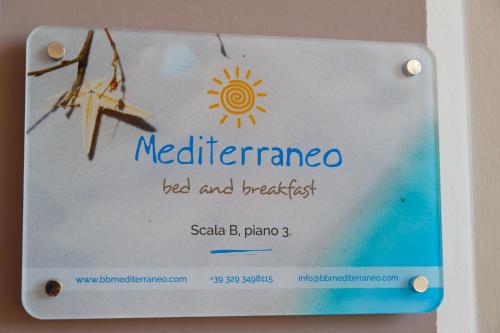 Mediterraneo
bed and breakfast
Scala B, piano 3.
www.bbmediterraneo.com +39 329 3498115 info@bbmediterraneo.com